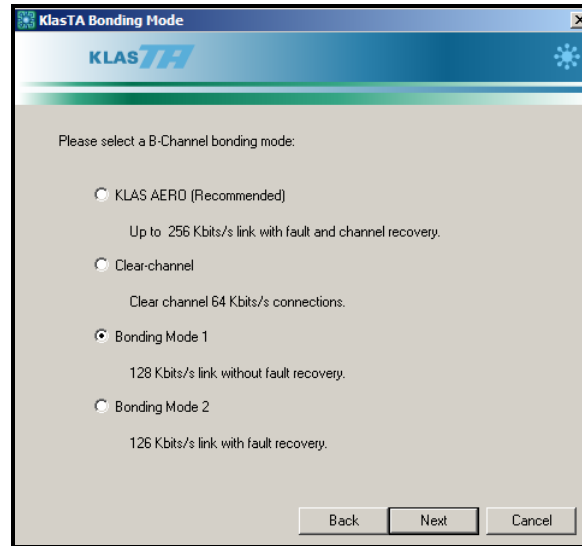 KlasTA Bonding Mode
KLAS TA
Please select a B-Channel bonding mode:
KLAS AERO (Recommended)
Up to 256 Kbits/s link with fault and channel recovery.
Clear-channel
Clear channel 64 Kbits/s connections.
Bonding Mode 1
128 Kbits/s link without fault recovery.
Bonding Mode 2
126 Kbits/s link with fault recovery.
Back Next Cancel